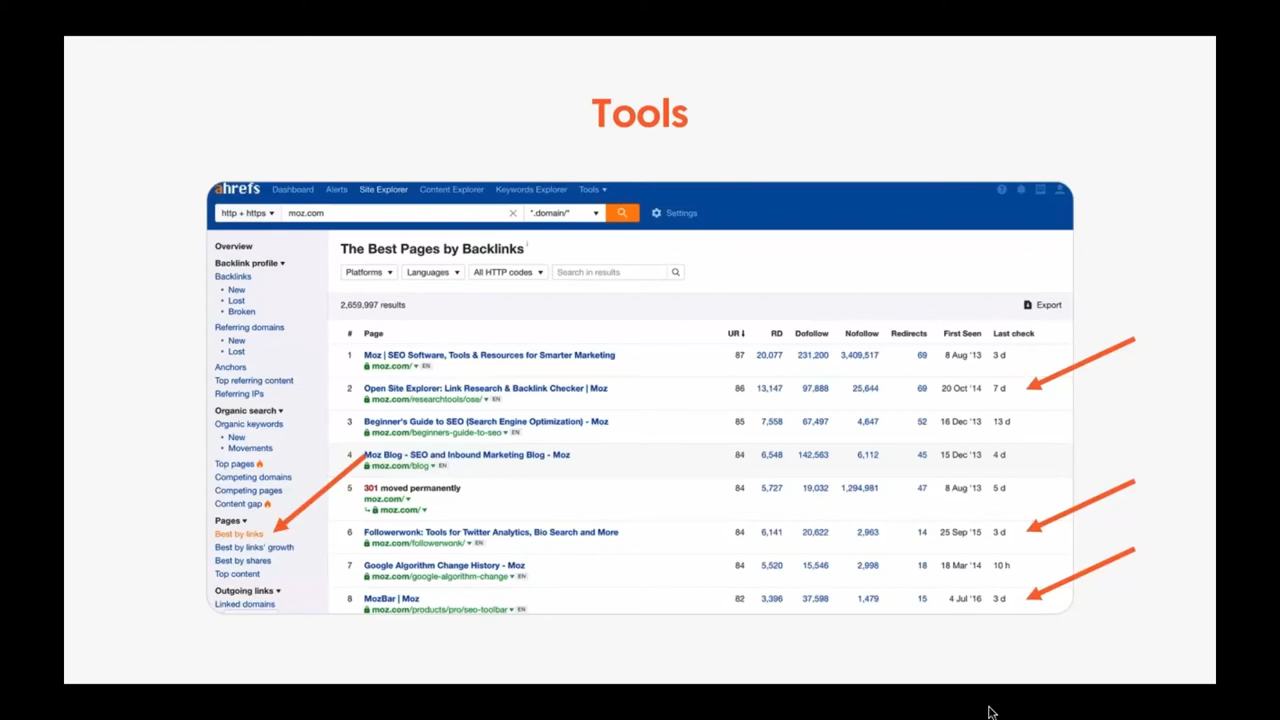 Tools
ahrefs Dashboard Alerts Site Explorer Content Explorer Keywords Explorer Tools
http + https moz.com *.domain/* Settings
Overview
Backlink profile
Backlinks
• New
• Lost
• Broken
Referring domains
• New
• Lost
Anchors
Top referring content
Referring IPs
Organic search
Organic keywords
• New
• Movements
Top pages
Competing domains
Competing pages
Content gap
Pages
Best by links
Best by links' growth
Best by shares
Top content
Outgoing links
Linked domains
The Best Pages by Backlinks i
Platforms Languages All HTTP codes Search in results
2,659,997 results Export
# Page UR RD Dofollow Nofollow Redirects First Seen Last check
1 Moz | SEO Software, Tools & Resources for Smarter Marketing 87 20,077 231,200 3,409,517 69 8 Aug '13 3 d
moz.com/ EN
2 Open Site Explorer: Link Research & Backlink Checker | Moz 86 13,147 97,888 25,644 69 20 Oct '14 7 d
moz.com/researchtools/ose/ EN
3 Beginner's Guide to SEO (Search Engine Optimization) - Moz 85 7,558 67,497 4,647 52 16 Dec '13 13 d
moz.com/beginners-guide-to-seo EN
4 Moz Blog - SEO and Inbound Marketing Blog - Moz 84 6,548 142,563 6,112 45 15 Dec '13 4 d
moz.com/blog EN
5 301 moved permanently 84 5,727 19,032 1,294,981 47 8 Aug '13 5 d
moz.com/
moz.com/
6 Followerwonk: Tools for Twitter Analytics, Bio Search and More 84 6,141 20,622 2,963 14 25 Sep '15 3 d
moz.com/followerwonk/ EN
7 Google Algorithm Change History - Moz 84 5,520 15,546 2,998 18 18 Mar '14 10 h
moz.com/google-algorithm-change EN
8 MozBar | Moz 82 3,396 37,598 1,479 15 4 Jul '16 3 d
moz.com/products/pro/seo-toolbar EN